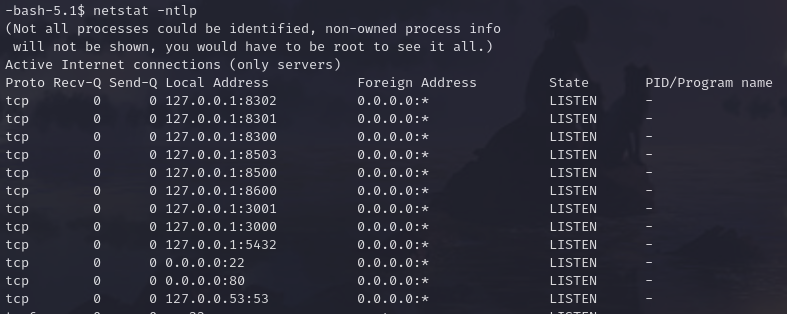 -bash-5.1$ netstat -ntlp
(Not all processes could be identified, non-owned process info
 will not be shown, you would have to be root to see it all.)
Active Internet connections (only servers)
Proto Recv-Q Send-Q Local Address           Foreign Address         State       PID/Program name
tcp        0      0 127.0.0.1:8302          0.0.0.0:*               LISTEN      -
tcp        0      0 127.0.0.1:8301          0.0.0.0:*               LISTEN      -
tcp        0      0 127.0.0.1:8300          0.0.0.0:*               LISTEN      -
tcp        0      0 127.0.0.1:8503          0.0.0.0:*               LISTEN      -
tcp        0      0 127.0.0.1:8500          0.0.0.0:*               LISTEN      -
tcp        0      0 127.0.0.1:8600          0.0.0.0:*               LISTEN      -
tcp        0      0 127.0.0.1:3001          0.0.0.0:*               LISTEN      -
tcp        0      0 127.0.0.1:3000          0.0.0.0:*               LISTEN      -
tcp        0      0 127.0.0.1:5432          0.0.0.0:*               LISTEN      -
tcp        0      0 0.0.0.0:22              0.0.0.0:*               LISTEN      -
tcp        0      0 0.0.0.0:80              0.0.0.0:*               LISTEN      -
tcp        0      0 127.0.0.53:53           0.0.0.0:*               LISTEN      -